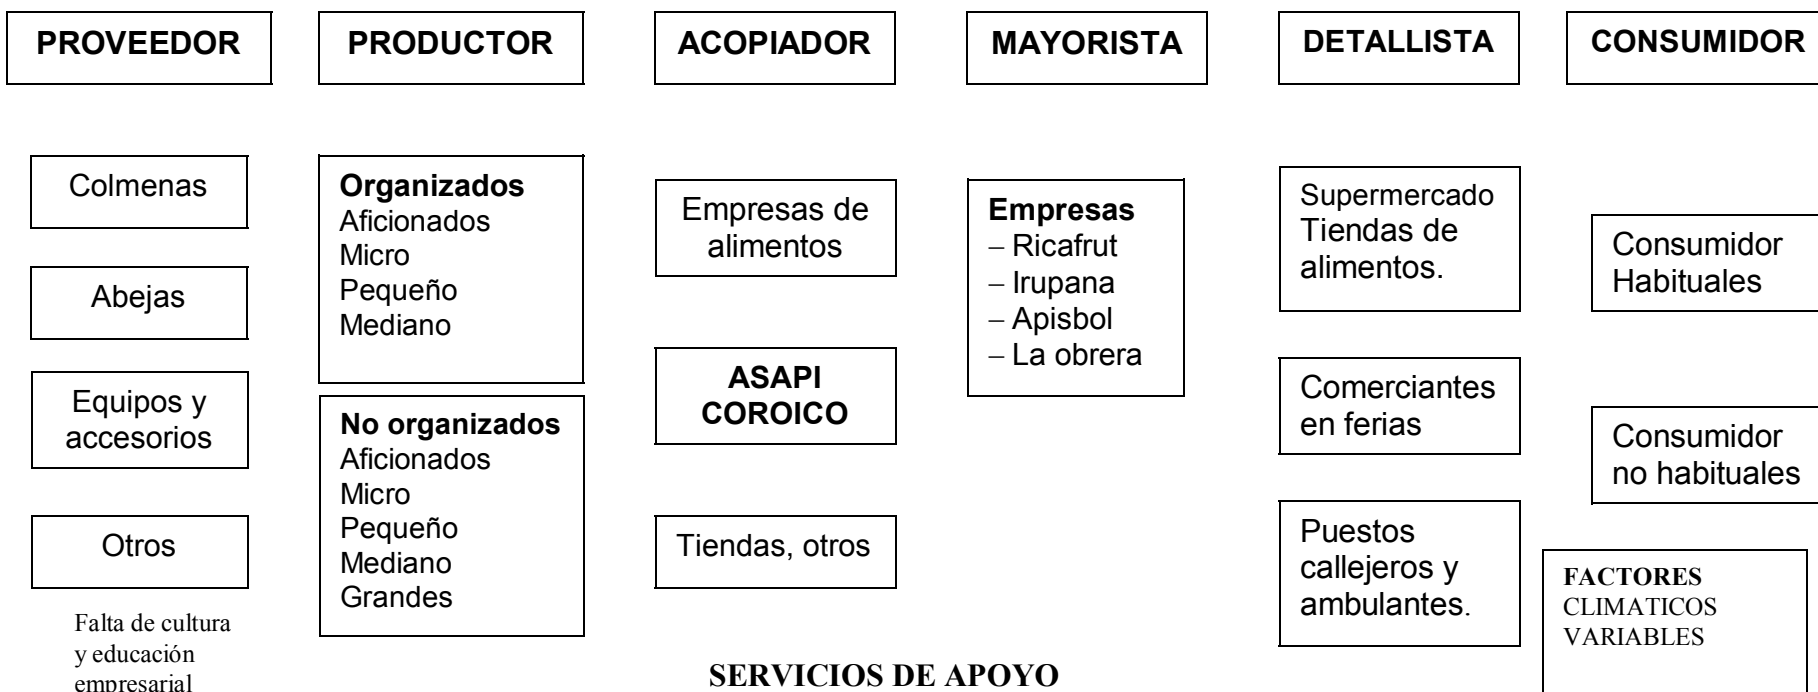 PROVEEDOR
PRODUCTOR
ACOPIADOR
MAYORISTA
DETALLISTA
CONSUMIDOR
Colmenas
Abejas
Equipos y
accesorios
Otros
Falta de cultura
y educación
empresarial
Organizados
Aficionados
Micro
Pequeño
Mediano
No organizados
Aficionados
Micro
Pequeño
Mediano
Grandes
Empresas de
alimentos
ASAPI
COROICO
Tiendas, otros
Empresas
– Ricafrut
– Irupana
– Apisbol
– La obrera
Supermercado
Tiendas de
alimentos.
Comerciantes
en ferias
Puestos
callejeros y
ambulantes.
Consumidor
Habituales
Consumidor
no habituales
FACTORES
CLIMATICOS
VARIABLES
SERVICIOS DE APOYO